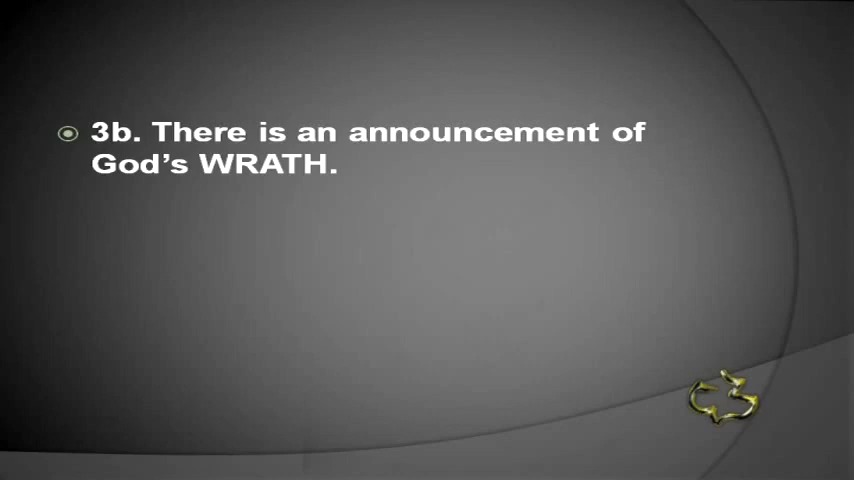 3b. There is an announcement of
God’s WRATH.